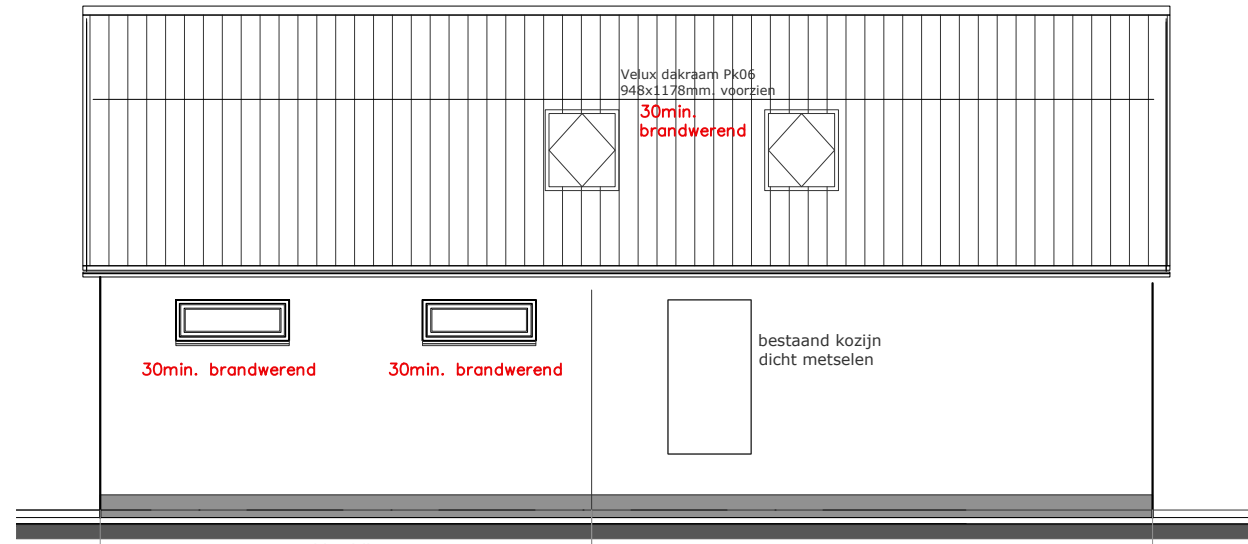 Velux dakraam Pk06
948x1178mm. voorzien
30min.
brandwerend
bestaand kozijn
dicht metselen
30min. brandwerend
30min. brandwerend